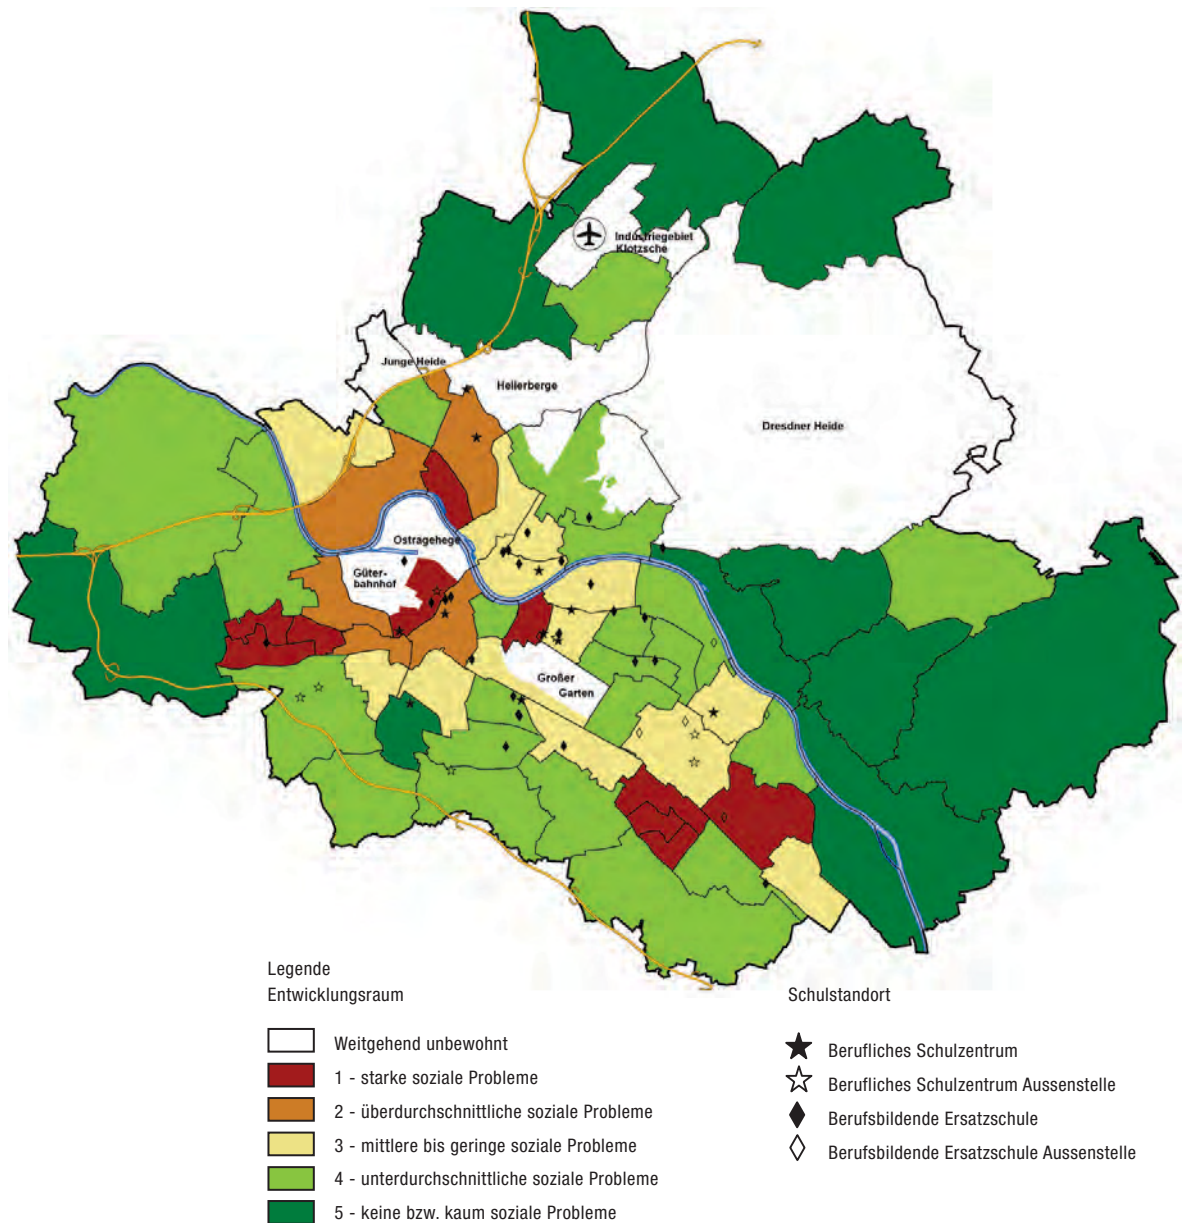 Industriegebiet
Klotzsche
Junge Heide
Hellerberge
Dresdner Heide
Ostragehege
Güter-
bahnhof
Großer
Garten
Legende
Entwicklungsraum
Weitgehend unbewohnt
1 - starke soziale Probleme
2 - überdurchschnittliche soziale Probleme
3 - mittlere bis geringe soziale Probleme
4 - unterdurchschnittliche soziale Probleme
5 - keine bzw. kaum soziale Probleme
Schulstandort
Berufliches Schulzentrum
Berufliches Schulzentrum Aussenstelle
Berufsbildende Ersatzschule
Berufsbildende Ersatzschule Aussenstelle